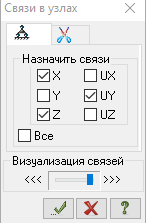 Связи в узлах
Назначить связи
X UX
Y UY
Z UZ
Все
Визуализация связей
<<< >>>
?